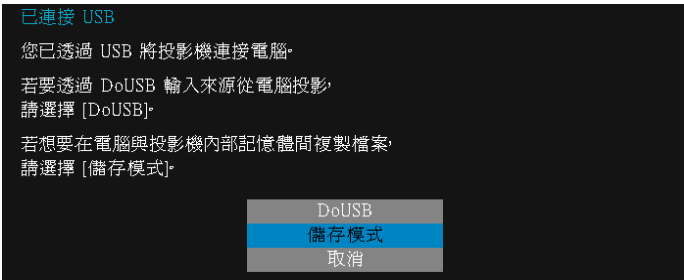 已連接 USB
您已透過 USB 將投影機連接電腦。
若要透過 DoUSB 輸入來源從電腦投影，
請選擇 [DoUSB]。
若想要在電腦與投影機內部記憶體間複製檔案，
請選擇 [儲存模式]。
DoUSB
儲存模式
取消